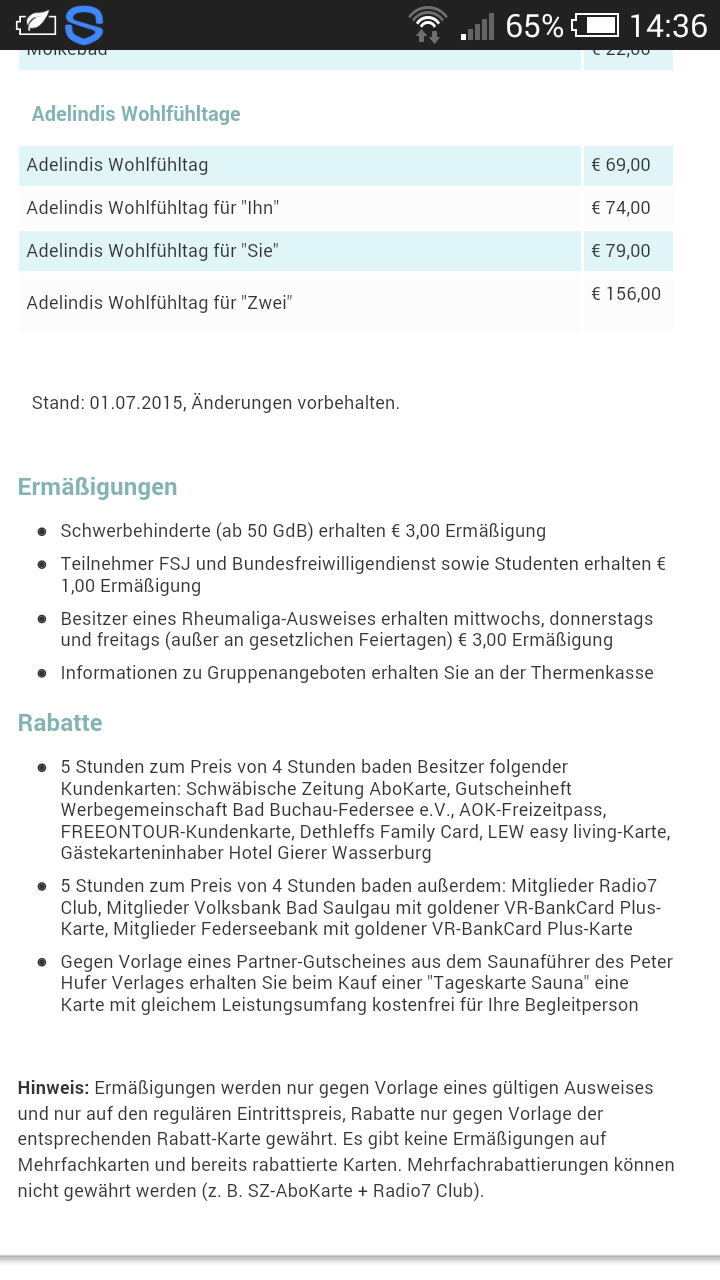 65% 14:36
Molkebad € 22,00
Adelindis Wohlfühltage
Adelindis Wohlfühltag € 69,00
Adelindis Wohlfühltag für "Ihn" € 74,00
Adelindis Wohlfühltag für "Sie" € 79,00
Adelindis Wohlfühltag für "Zwei" € 156,00
Stand: 01.07.2015, Änderungen vorbehalten.
Ermäßigungen
Schwerbehinderte (ab 50 GdB) erhalten € 3,00 Ermäßigung
Teilnehmer FSJ und Bundesfreiwilligendienst sowie Studenten erhalten €
1,00 Ermäßigung
Besitzer eines Rheumaliga-Ausweises erhalten mittwochs, donnerstags
und freitags (außer an gesetzlichen Feiertagen) € 3,00 Ermäßigung
Informationen zu Gruppenangeboten erhalten Sie an der Thermenkasse
Rabatte
5 Stunden zum Preis von 4 Stunden baden Besitzer folgender
Kundenkarten: Schwäbische Zeitung AboKarte, Gutscheinheft
Werbegemeinschaft Bad Buchau-Federsee e.V., AOK-Freizeitpass,
FREEONTOUR-Kundenkarte, Dethleffs Family Card, LEW easy living-Karte,
Gästekarteninhaber Hotel Gierer Wasserburg
5 Stunden zum Preis von 4 Stunden baden außerdem: Mitglieder Radio7
Club, Mitglieder Volksbank Bad Saulgau mit goldener VR-BankCard Plus-
Karte, Mitglieder Federseebank mit goldener VR-BankCard Plus-Karte
Gegen Vorlage eines Partner-Gutscheines aus dem Saunaführer des Peter
Hufer Verlages erhalten Sie beim Kauf einer "Tageskarte Sauna" eine
Karte mit gleichem Leistungsumfang kostenfrei für Ihre Begleitperson
Hinweis: Ermäßigungen werden nur gegen Vorlage eines gültigen Ausweises
und nur auf den regulären Eintrittspreis, Rabatte nur gegen Vorlage der
entsprechenden Rabatt-Karte gewährt. Es gibt keine Ermäßigungen auf
Mehrfachkarten und bereits rabattierte Karten. Mehrfachrabattierungen können
nicht gewährt werden (z. B. SZ-AboKarte + Radio7 Club).